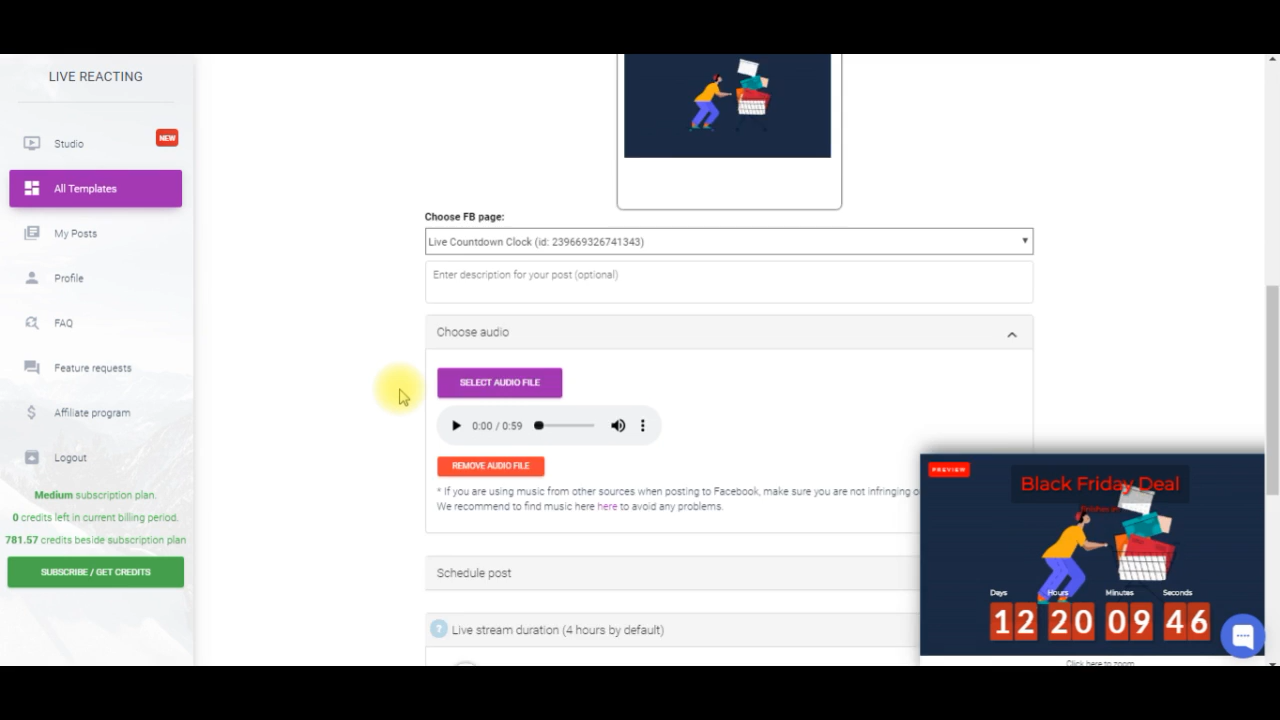 LIVE REACTING
Studio
NEW
All Templates
My Posts
Profile
FAQ
Feature requests
Affiliate program
Logout
Medium subscription plan.
0 credits left in current billing period.
781.57 credits beside subscription plan
SUBSCRIBE / GET CREDITS
Choose FB page:
Live Countdown Clock (id: 239669326741343)
Enter description for your post (optional)
Choose audio
SELECT AUDIO FILE
0:00 / 0:59
REMOVE AUDIO FILE
* If you are using music from other sources when posting to Facebook, make sure you are not infringing
We recommend to find music here here to avoid any problems.
Schedule post
? Live stream duration (4 hours by default)
PREVIEW
Black Friday Deal
Days Hours Minutes Seconds
12 20 09 46
Click here to zoom